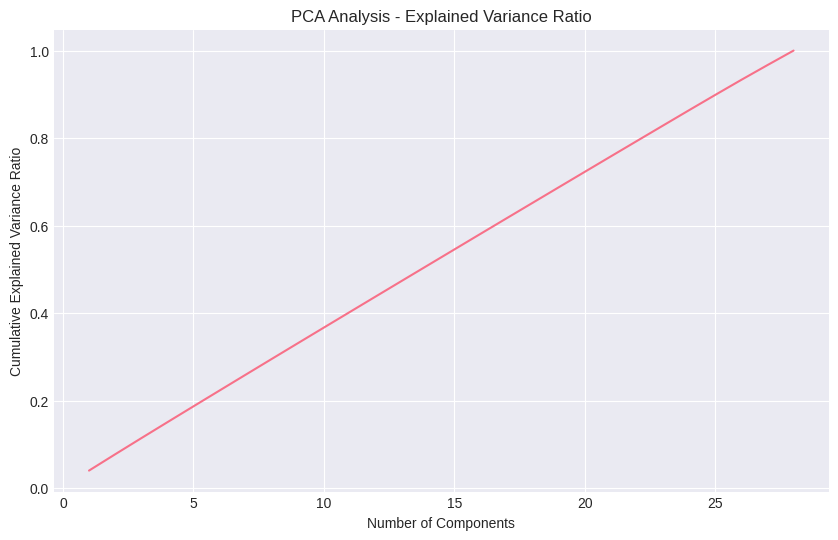 PCA Analysis - Explained Variance Ratio
1.0
0.8
0.6
0.4
0.2
0.0
Cumulative Explained Variance Ratio
0 5 10 15 20 25
Number of Components